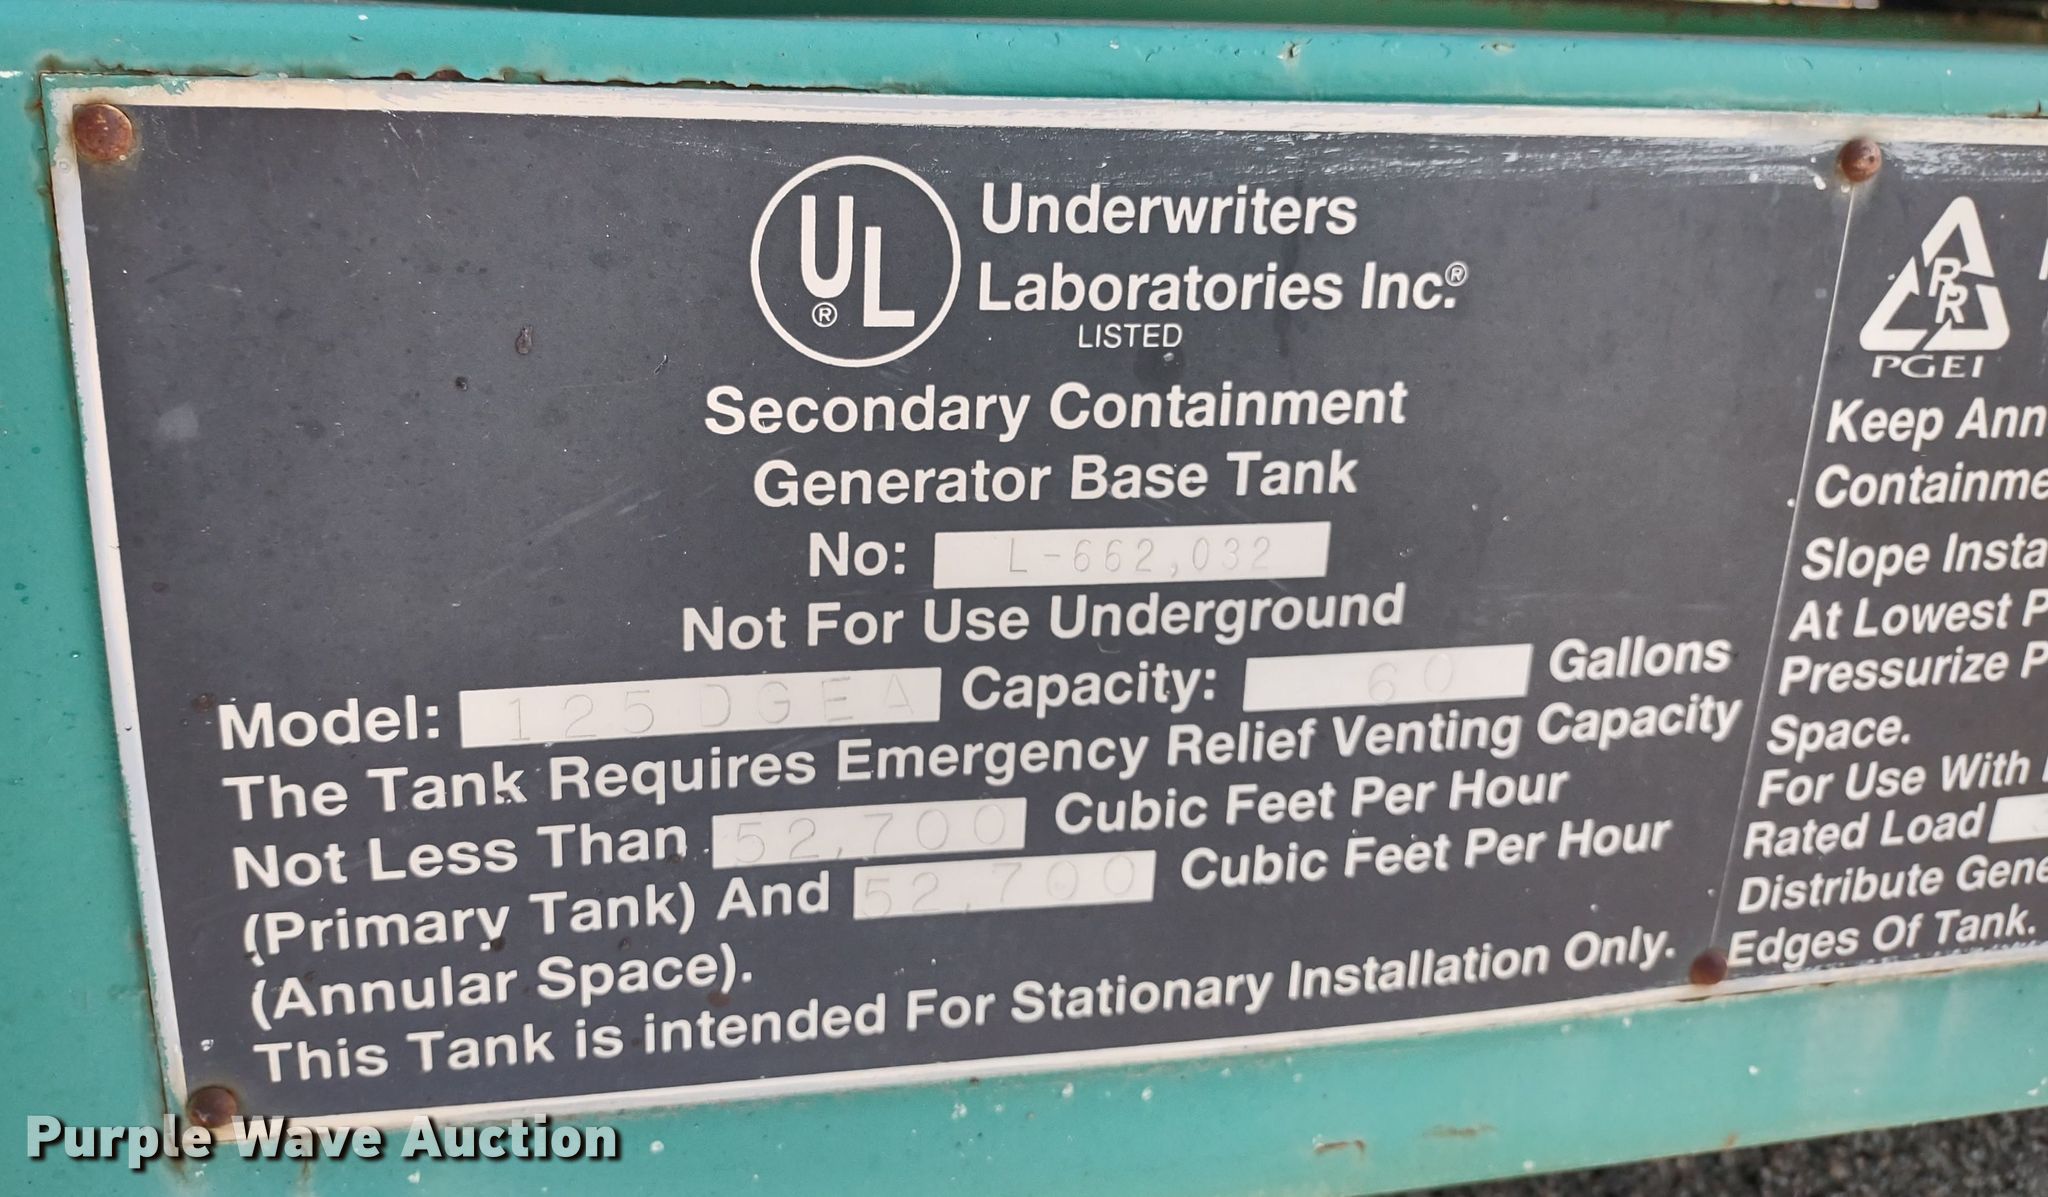 UL®
Underwriters
Laboratories Inc.®
LISTED
Secondary Containment
Generator Base Tank
No: L-662,032
Not For Use Underground
Model: 125DGEA Capacity: 60 Gallons
The Tank Requires Emergency Relief Venting Capacity
Not Less Than 52,700 Cubic Feet Per Hour
(Primary Tank) And 52,700 Cubic Feet Per Hour
(Annular Space).
This Tank is intended For Stationary Installation Only.
PRR
PGEI
Keep Ann
Containme
Slope Insta
At Lowest P
Pressurize P
Space.
For Use With
Rated Load
Distribute Gene
Edges Of Tank.
Purple Wave Auction